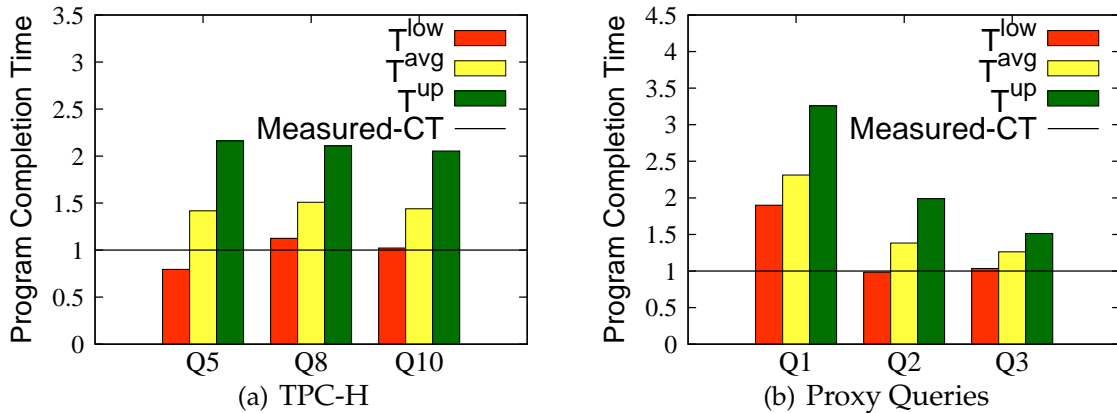 Program Completion Time
3.5
3
2.5
2
1.5
1
0.5
0
T^low
T^avg
T^up
Measured-CT
Q5 Q8 Q10
(a) TPC-H
Program Completion Time
4.5
4
3.5
3
2.5
2
1.5
1
0.5
0
T^low
T^avg
T^up
Measured-CT
Q1 Q2 Q3
(b) Proxy Queries